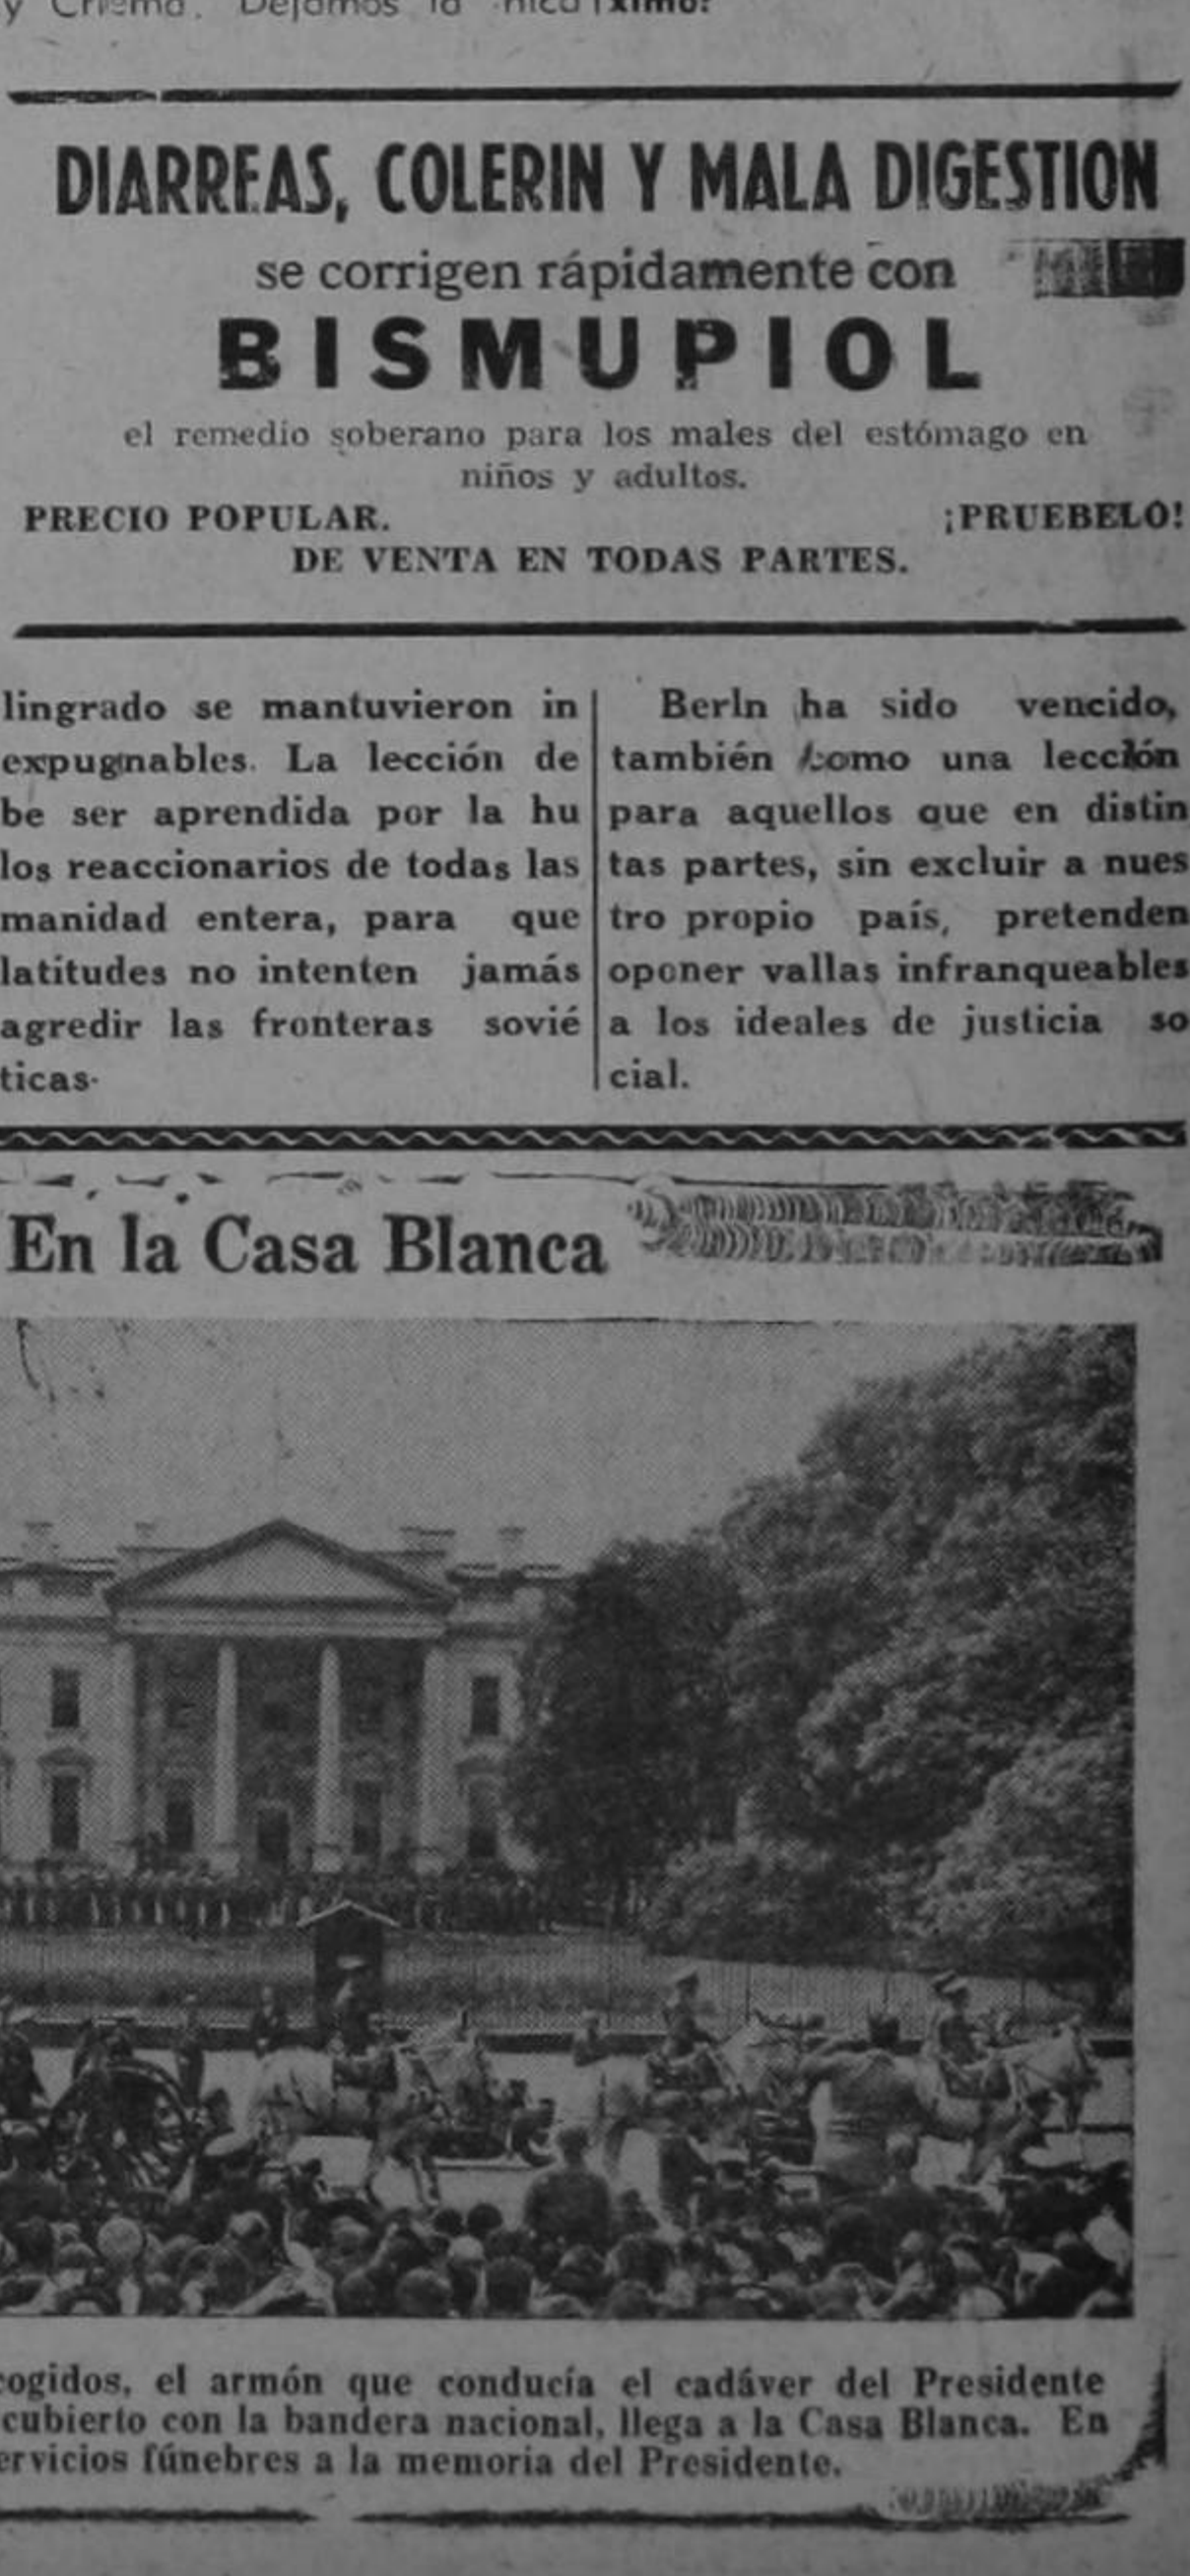 y Crisma. Dejamos la
ximo:
DIARREAS, COLERIN Y MALA DIGESTION
se corrigen rápidamente con
BISMUPIOL
el remedio soberano para los males del estómago en
niños y adultos.
PRECIO POPULAR. ¡PRUEBELO!
DE VENTA EN TODAS PARTES.
lingrado se mantuvieron in
expugnables. La lección de
be ser aprendida por la hu
los reaccionarios de todas las
manidad entera, para que
latitudes no intenten jamás
agredir las fronteras sovié
ticas.
Berln ha sido vencido,
también como una lección
para aquellos que en distin
tas partes, sin excluir a nues
tro propio país, pretenden
oponer vallas infranqueables
a los ideales de justicia so
cial.
En la Casa Blanca
cogidos, el armón que conducía el cadáver del Presidente
cubierto con la bandera nacional, llega a la Casa Blanca. En
ervicios fúnebres a la memoria del Presidente.